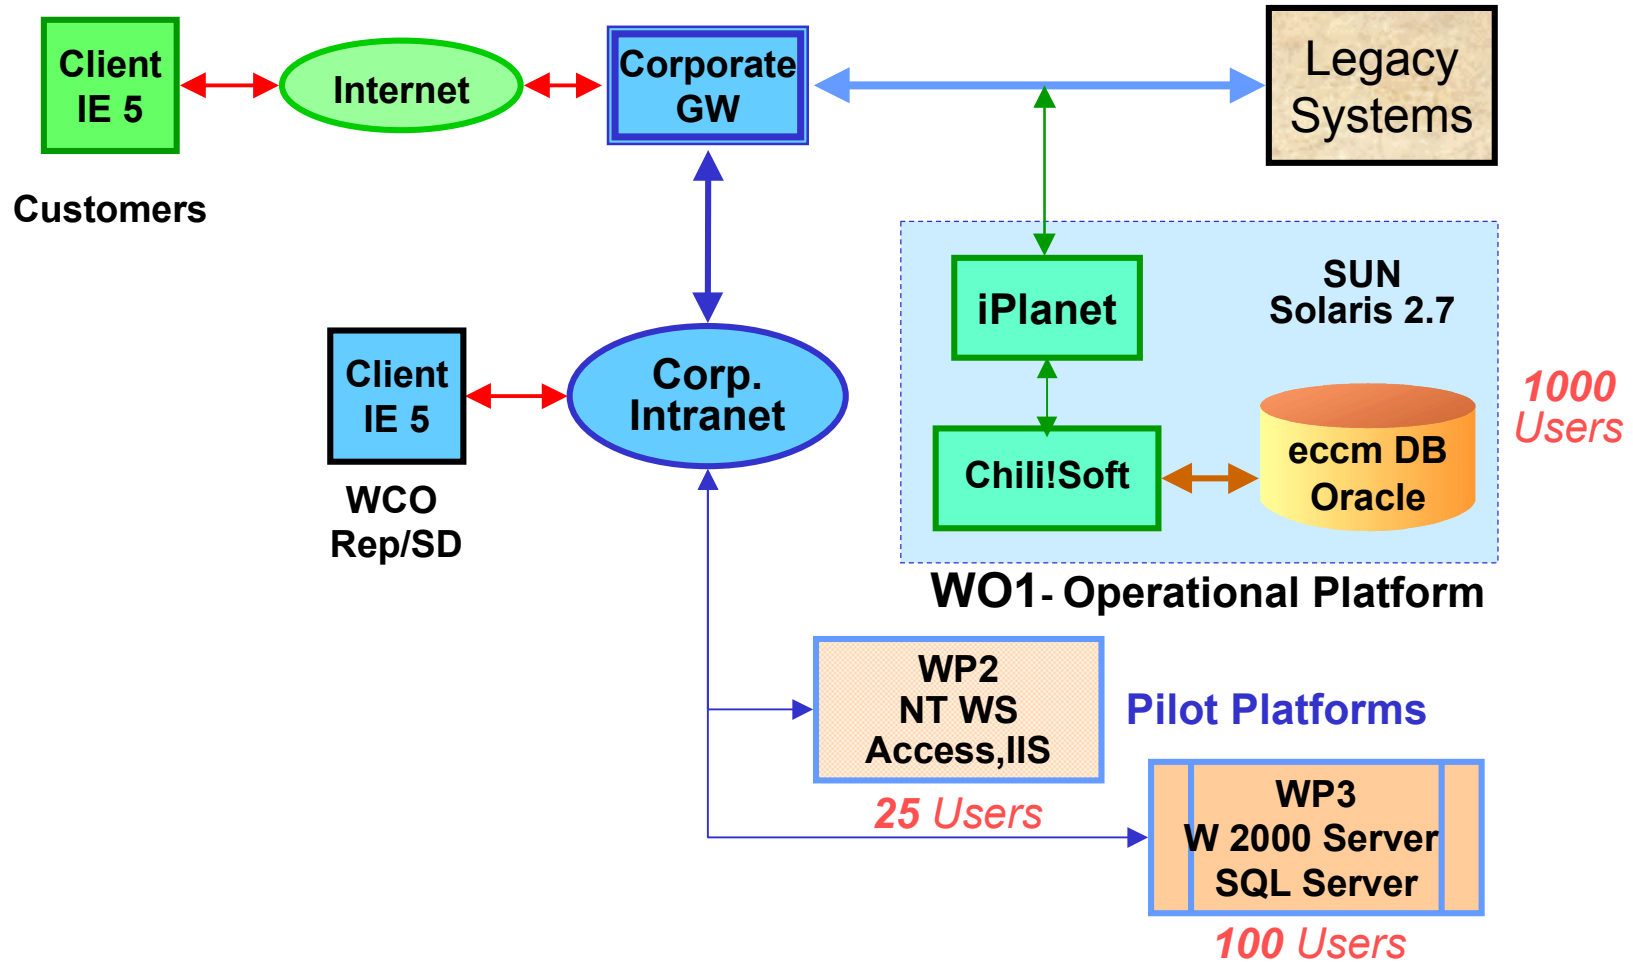 Client
IE 5
Internet
Corporate
GW
Legacy
Systems
Customers
iPlanet
SUN
Solaris 2.7
Client
IE 5
Corp.
Intranet
1000
Users
Chili!Soft
eccm DB
Oracle
WCO
Rep/SD
WO1- Operational Platform
WP2
NT WS
Access,IIS
Pilot Platforms
25 Users
WP3
W 2000 Server
SQL Server
100 Users